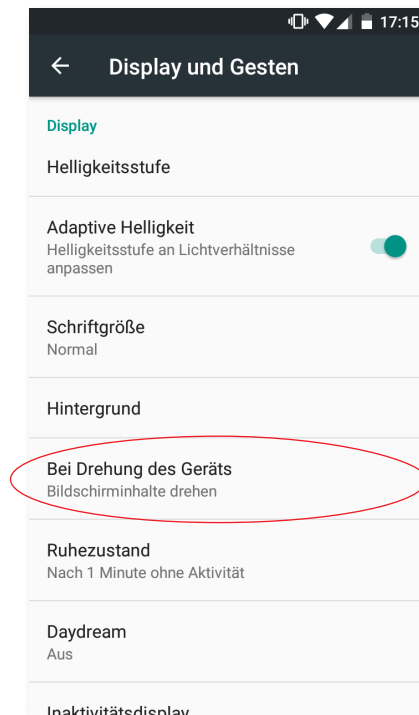 17:15
Display und Gesten
Display
Helligkeitsstufe
Adaptive Helligkeit
Helligkeitsstufe an Lichtverhältnisse
anpassen
Schriftgröße
Normal
Hintergrund
Bei Drehung des Geräts
Bildschirminhalte drehen
Ruhezustand
Nach 1 Minute ohne Aktivität
Daydream
Aus
Inaktivitätsdisplay